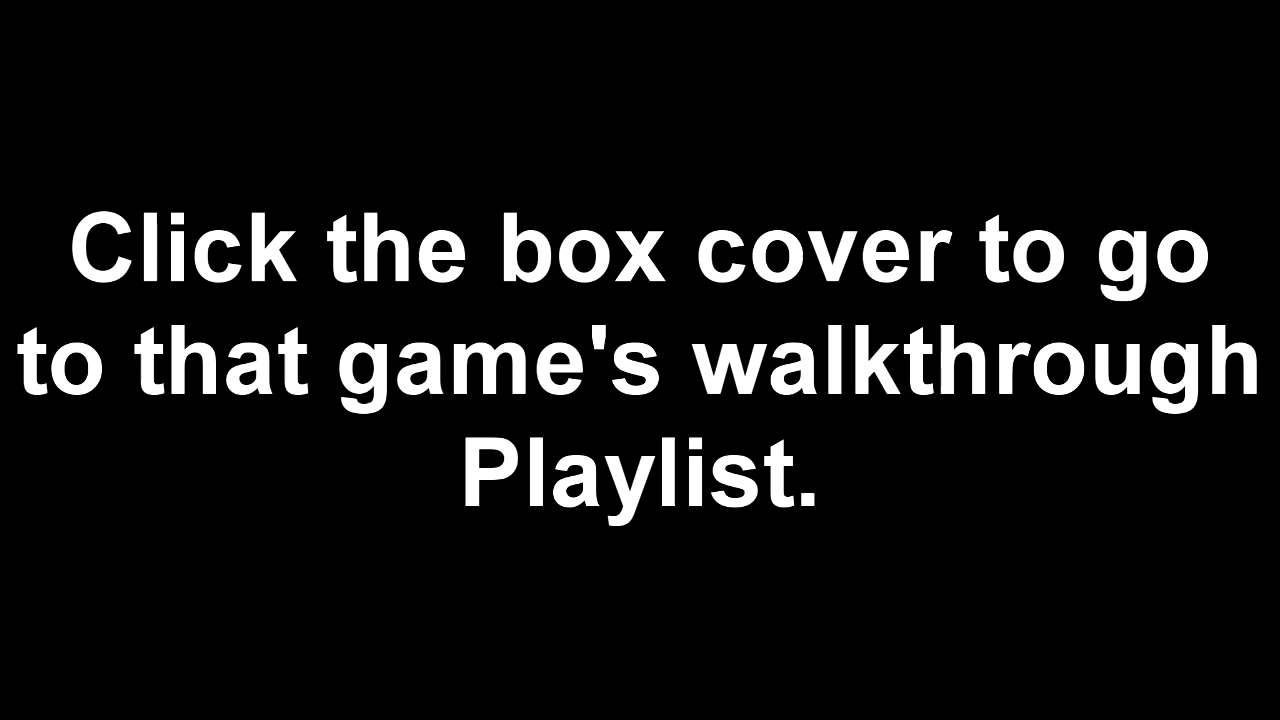 Click the box cover to go
to that game's walkthrough
Playlist.